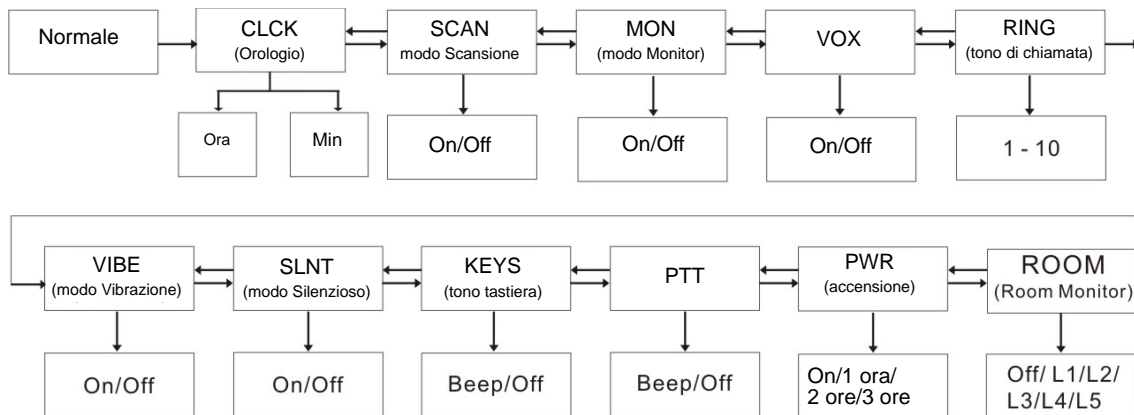 Normale
CLCK
(Orologio)
SCAN
modo Scansione
MON
(modo Monitor)
VOX
RING
(tono di chiamata)
Ora
Min
On/Off
On/Off
On/Off
1 - 10
VIBE
(modo Vibrazione)
SLNT
(modo Silenzioso)
KEYS
(tono tastiera)
PTT
PWR
(accensione)
ROOM
(Room Monitor)
On/Off
On/Off
Beep/Off
Beep/Off
On/1 ora/
2 ore/3 ore
Off/ L1/L2/
L3/L4/L5